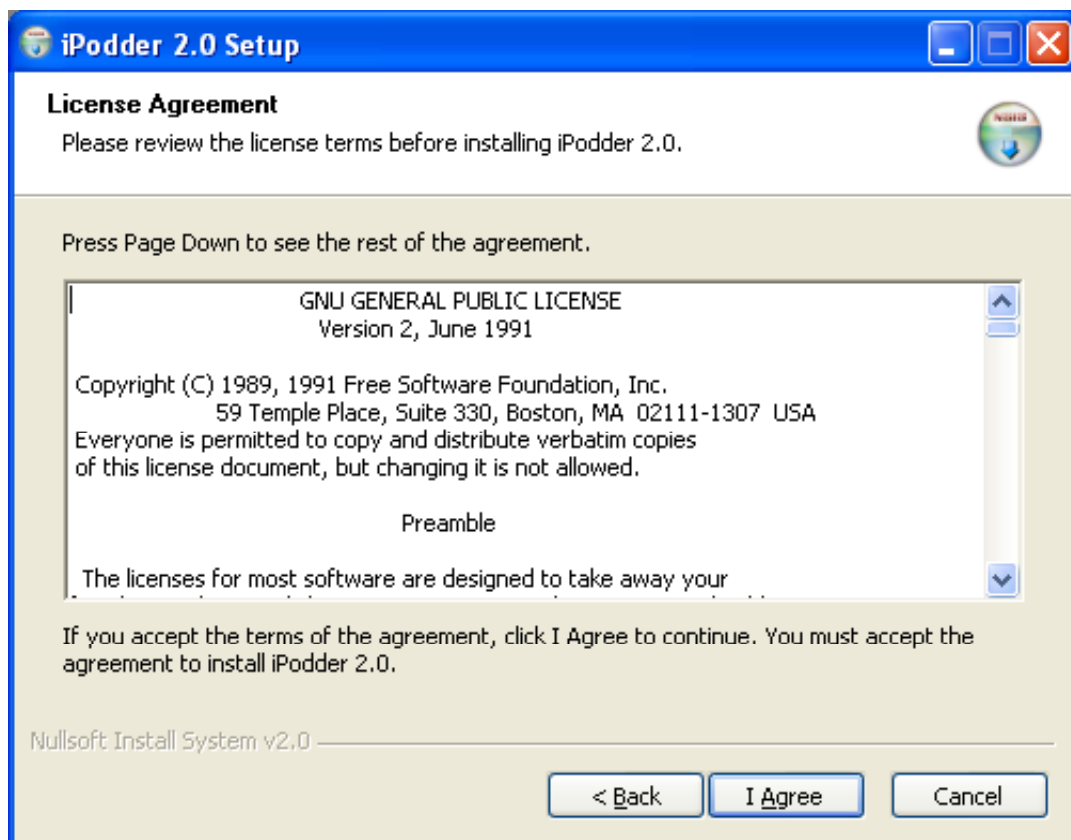 iPodder 2.0 Setup
License Agreement
Please review the license terms before installing iPodder 2.0.
Press Page Down to see the rest of the agreement.
GNU GENERAL PUBLIC LICENSE
Version 2, June 1991
Copyright (C) 1989, 1991 Free Software Foundation, Inc.
59 Temple Place, Suite 330, Boston, MA  02111-1307  USA
Everyone is permitted to copy and distribute verbatim copies
of this license document, but changing it is not allowed.
Preamble
The licenses for most software are designed to take away your
If you accept the terms of the agreement, click I Agree to continue. You must accept the
agreement to install iPodder 2.0.
Nullsoft Install System v2.0
< Back
I Agree
Cancel